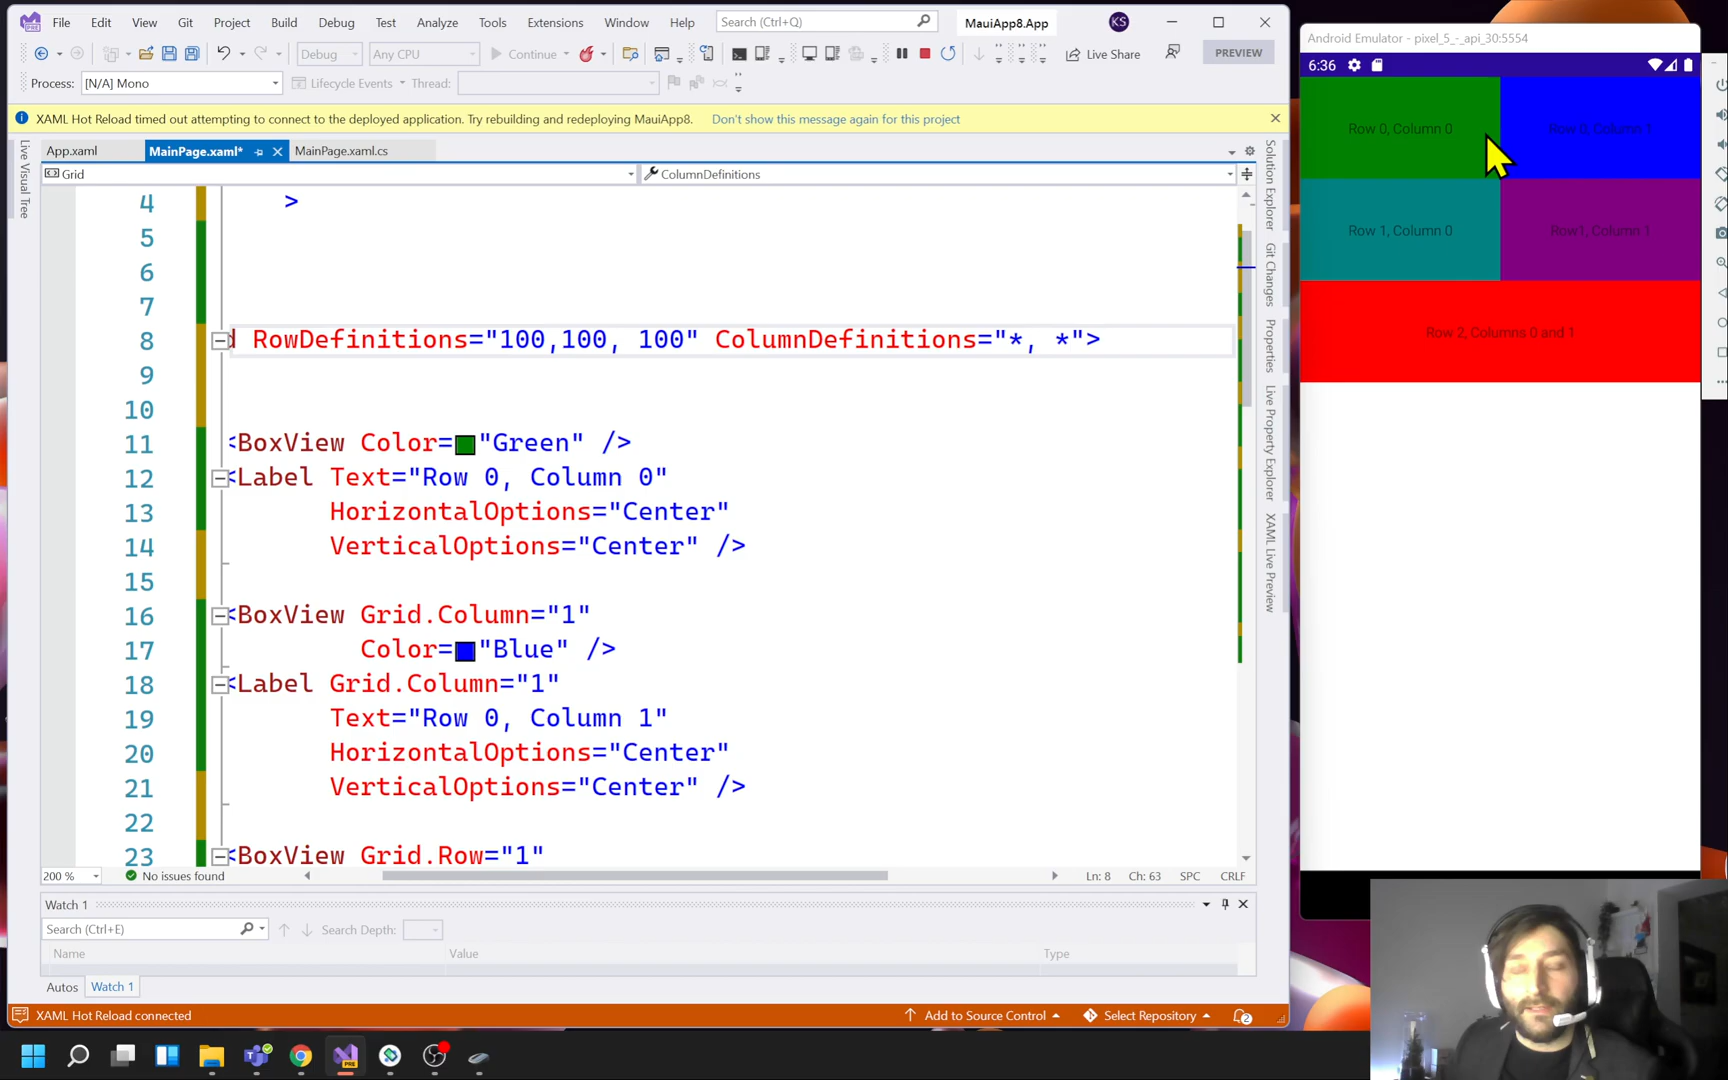 File Edit View Git Project Build Debug Test Analyze Tools Extensions Window Help Search (Ctrl+Q) MauiApp8.App KS
Debug Any CPU Continue Live Share PREVIEW
Process: [N/A] Mono Lifecycle Events Thread:
XAML Hot Reload timed out attempting to connect to the deployed application. Try rebuilding and redeploying MauiApp8. Don't show this message again for this project
App.xaml MainPage.xaml* MainPage.xaml.cs
Grid ColumnDefinitions
4 >
5
6
7
8 d RowDefinitions="100,100, 100" ColumnDefinitions="*, *">
9
10
11 <BoxView Color="Green" />
12 <Label Text="Row 0, Column 0"
13 HorizontalOptions="Center"
14 VerticalOptions="Center" />
15
16 <BoxView Grid.Column="1"
17 Color="Blue" />
18 <Label Grid.Column="1"
19 Text="Row 0, Column 1"
20 HorizontalOptions="Center"
21 VerticalOptions="Center" />
22
23 <BoxView Grid.Row="1"
200 % No issues found Ln: 8 Ch: 63 SPC CRLF
Watch 1
Search (Ctrl+E) Search Depth:
Name Value Type
Autos Watch 1
XAML Hot Reload connected Add to Source Control Select Repository 2
Live Visual Tree
Solution Explorer
Git Changes
Properties
Live Property Explorer
XAML Live Preview
Android Emulator - pixel_5_-_api_30:5554
6:36
Row 0, Column 0 Row 0, Column 1
Row 1, Column 0 Row1, Column 1
Row 2, Columns 0 and 1